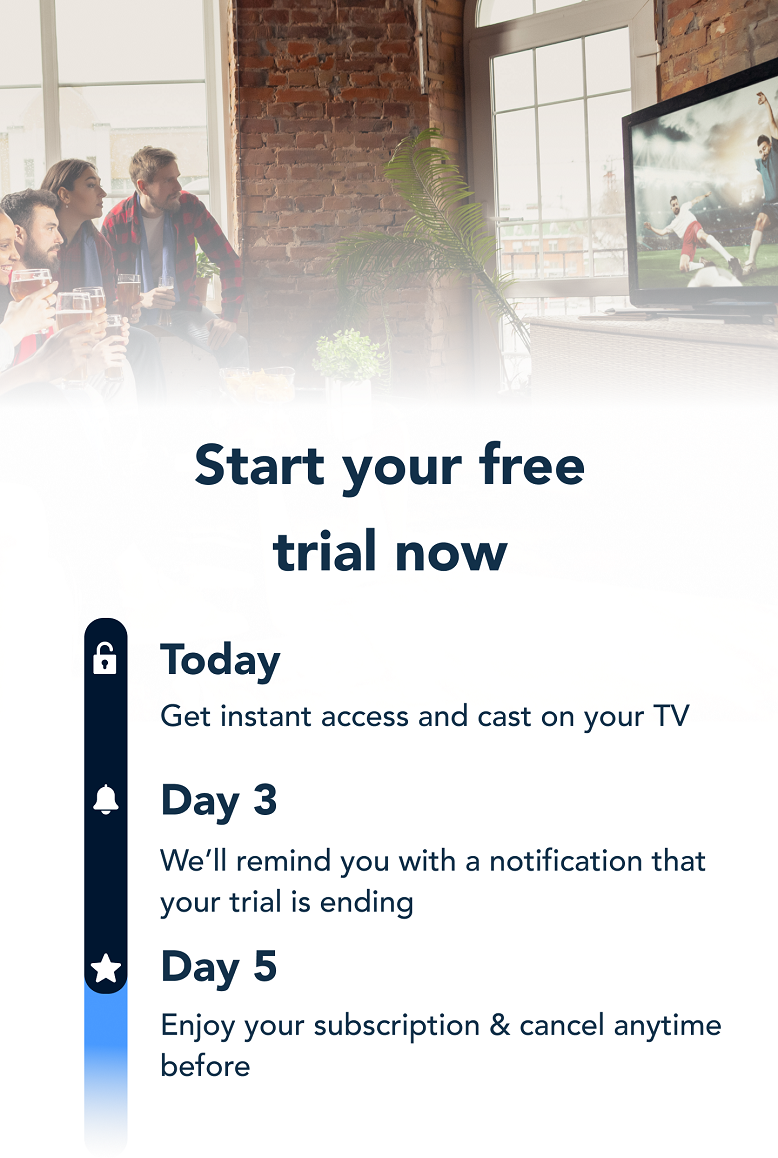 Start your free
trial now
Today
Get instant access and cast on your TV
Day 3
We’ll remind you with a notification that
your trial is ending
Day 5
Enjoy your subscription & cancel anytime
before